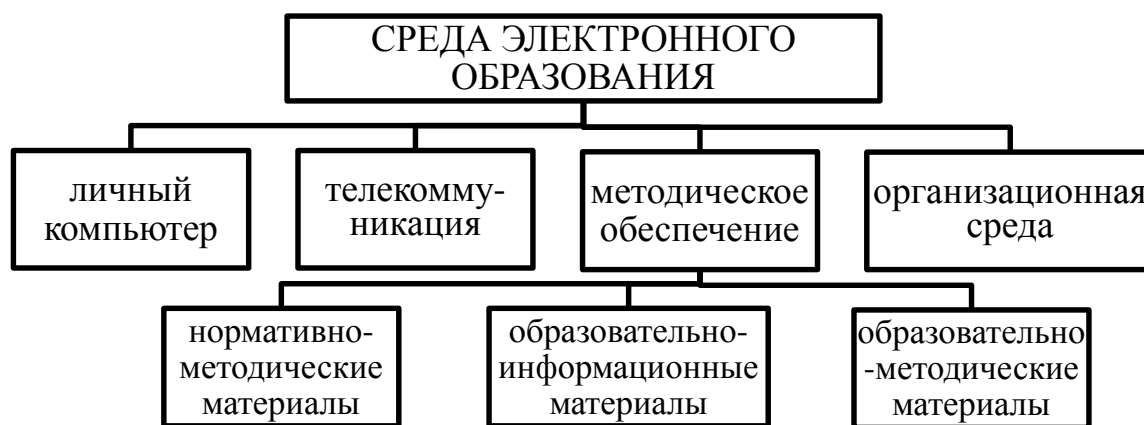 СРЕДА ЭЛЕКТРОННОГО
ОБРАЗОВАНИЯ
личный
компьютер
телекомму-
никация
методическое
обеспечение
организационная
среда
нормативно-
методические
материалы
образовательно-
информационные
материалы
образовательно
-методические
материалы